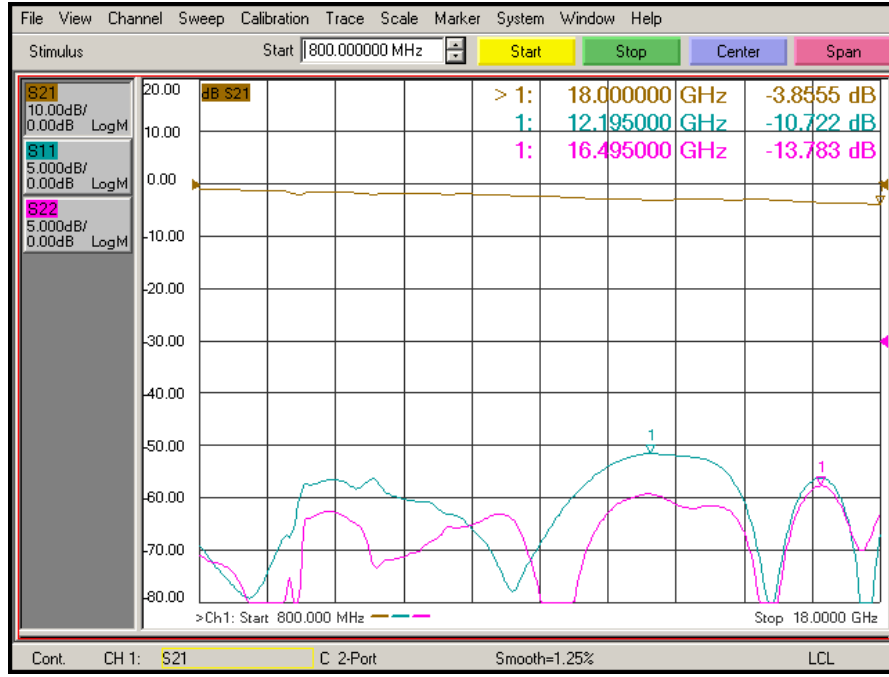 File View Channel Sweep Calibration Trace Scale Marker System Window Help
Stimulus Start 800.000000 MHz Start Stop Center Span
S21
10.00dB/
0.00dB LogM
S11
5.000dB/
0.00dB LogM
S22
5.000dB/
0.00dB LogM
20.00
10.00
0.00
-10.00
-20.00
-30.00
-40.00
-50.00
-60.00
-70.00
-80.00
dB S21
> 1: 18.000000 GHz -3.8555 dB
1: 12.195000 GHz -10.722 dB
1: 16.495000 GHz -13.783 dB
1
1
>Ch1: Start 800.000 MHz
Stop 18.0000 GHz
Cont. CH 1: S21 C 2-Port Smooth=1.25% LCL